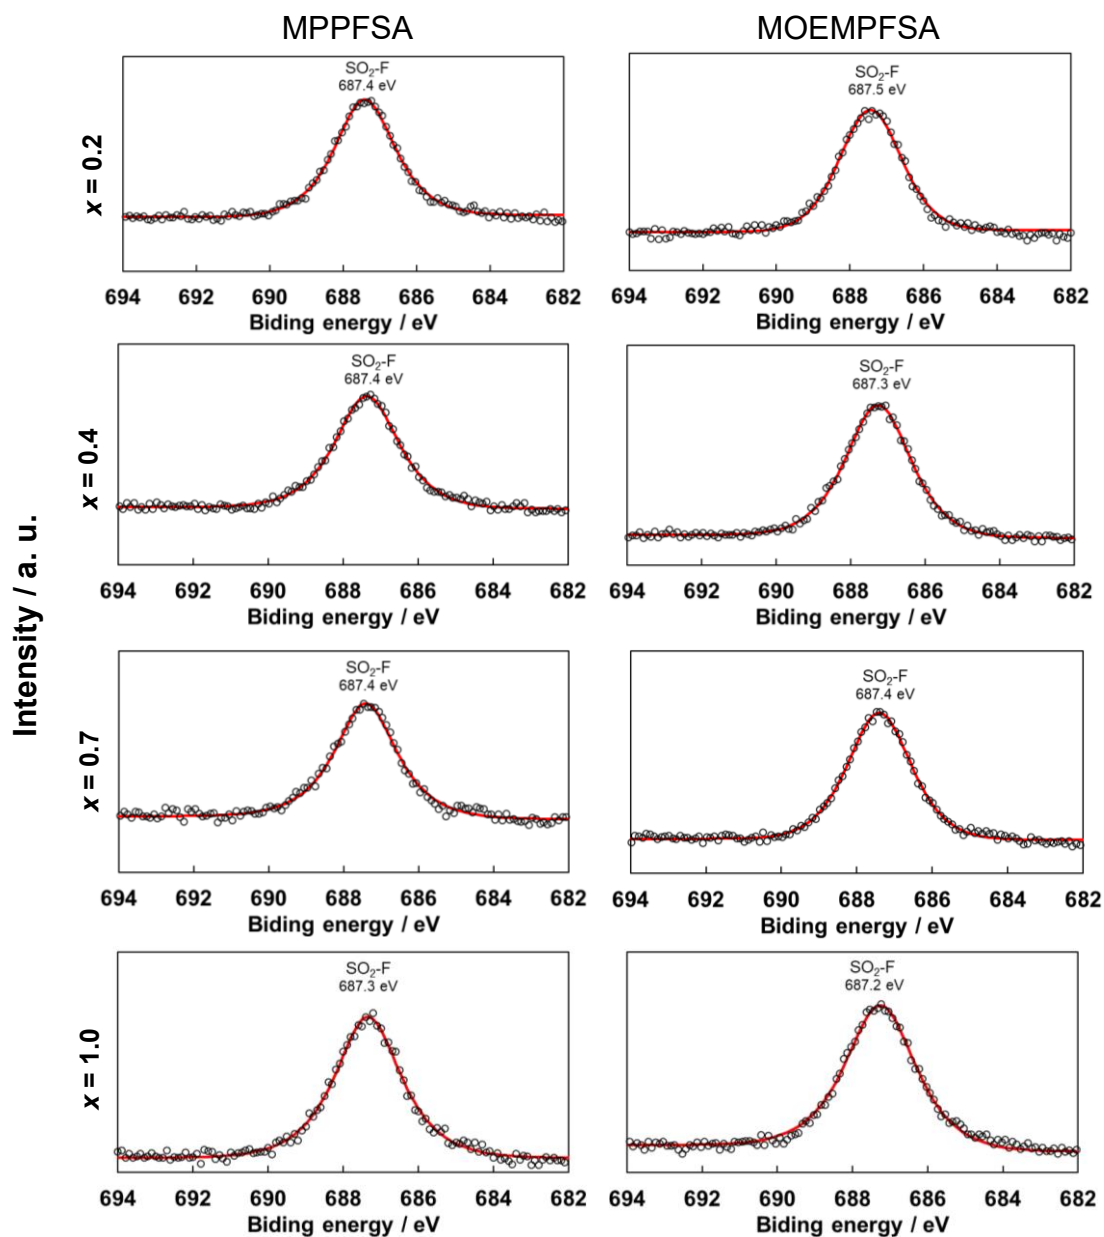 MPPFSA
MOEMPFSA
Intensity / a. u.
x = 0.2
SO₂-F
687.4 eV
694 692 690 688 686 684 682
Biding energy / eV
SO₂-F
687.5 eV
694 692 690 688 686 684 682
Biding energy / eV
x = 0.4
SO₂-F
687.4 eV
694 692 690 688 686 684 682
Biding energy / eV
SO₂-F
687.3 eV
694 692 690 688 686 684 682
Biding energy / eV
x = 0.7
SO₂-F
687.4 eV
694 692 690 688 686 684 682
Biding energy / eV
SO₂-F
687.4 eV
694 692 690 688 686 684 682
Biding energy / eV
x = 1.0
SO₂-F
687.3 eV
694 692 690 688 686 684 682
Biding energy / eV
SO₂-F
687.2 eV
694 692 690 688 686 684 682
Biding energy / eV